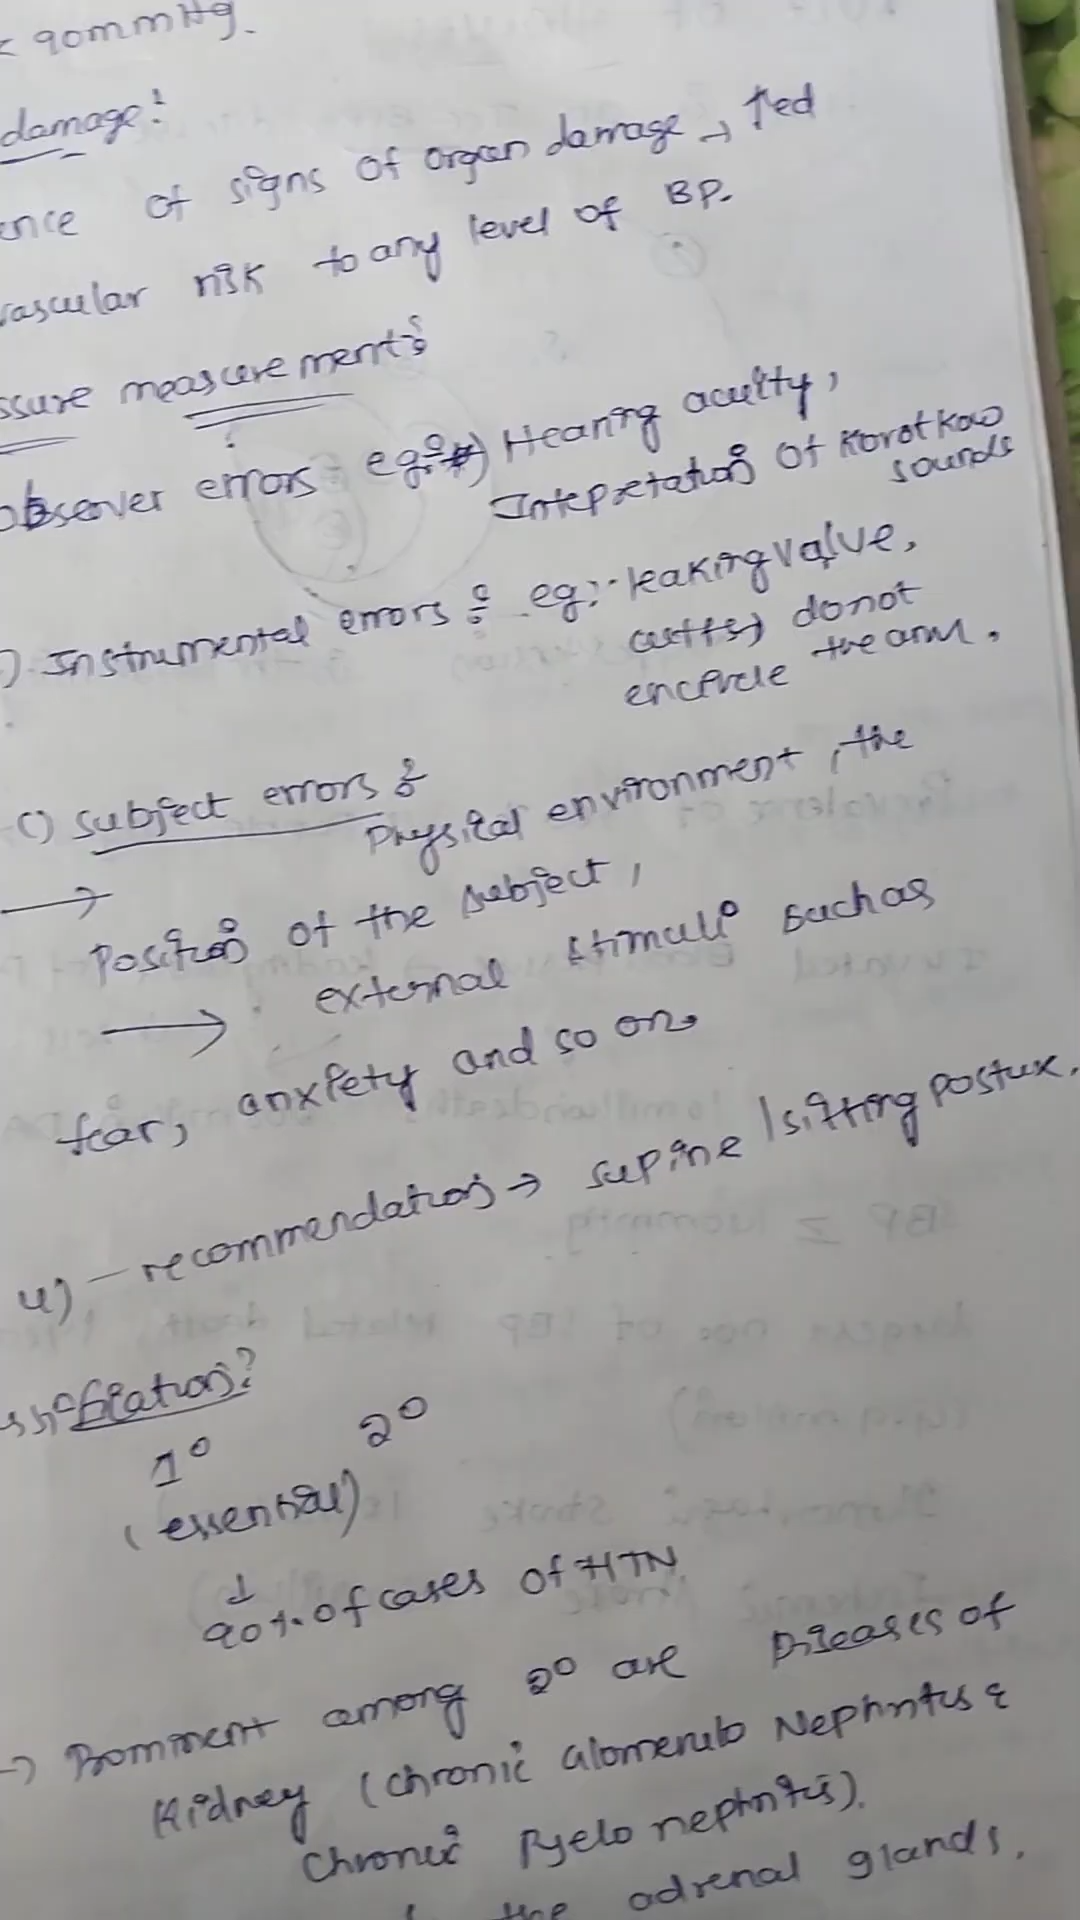 < 90mmHg.
damage:
ence of signs of organ damage → ↑ed
vascular risk to any level of BP.
ssure measurement:
observer errors eg: Hearing acuity,
Intepretation of Korotkow
sounds
) Instrumental errors : eg:- leaking valve,
cuffs) donot
encircle the arm.
c) subject errors :
→ Physical environment, the
position of the subject,
→ external stimuli such as
fear, anxiety and so on.
4) - recommendation → supine / sitting posture.
ssification:
1° 2°
(essential)
↓
90% of cases of HTN
→ Prominent among 2° are Diseases of
Kidney (chronic Glomerulo Nephritis &
chronic Pyelo nephritis).
the adrenal glands,